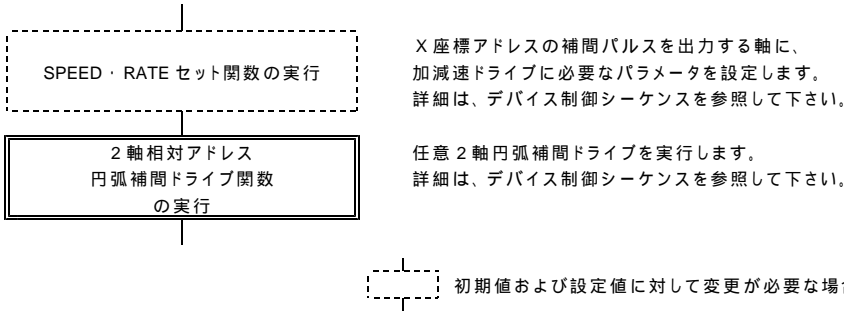 SPEED・RATE セット関数の実行
X座標アドレスの補間パルスを出力する軸に、
加減速ドライブに必要なパラメータを設定します。
詳細は、デバイス制御シーケンスを参照して下さい。
2軸相対アドレス
円弧補間ドライブ関数
の実行
任意2軸円弧補間ドライブを実行します。
詳細は、デバイス制御シーケンスを参照して下さい。
初期値および設定値に対して変更が必要な場